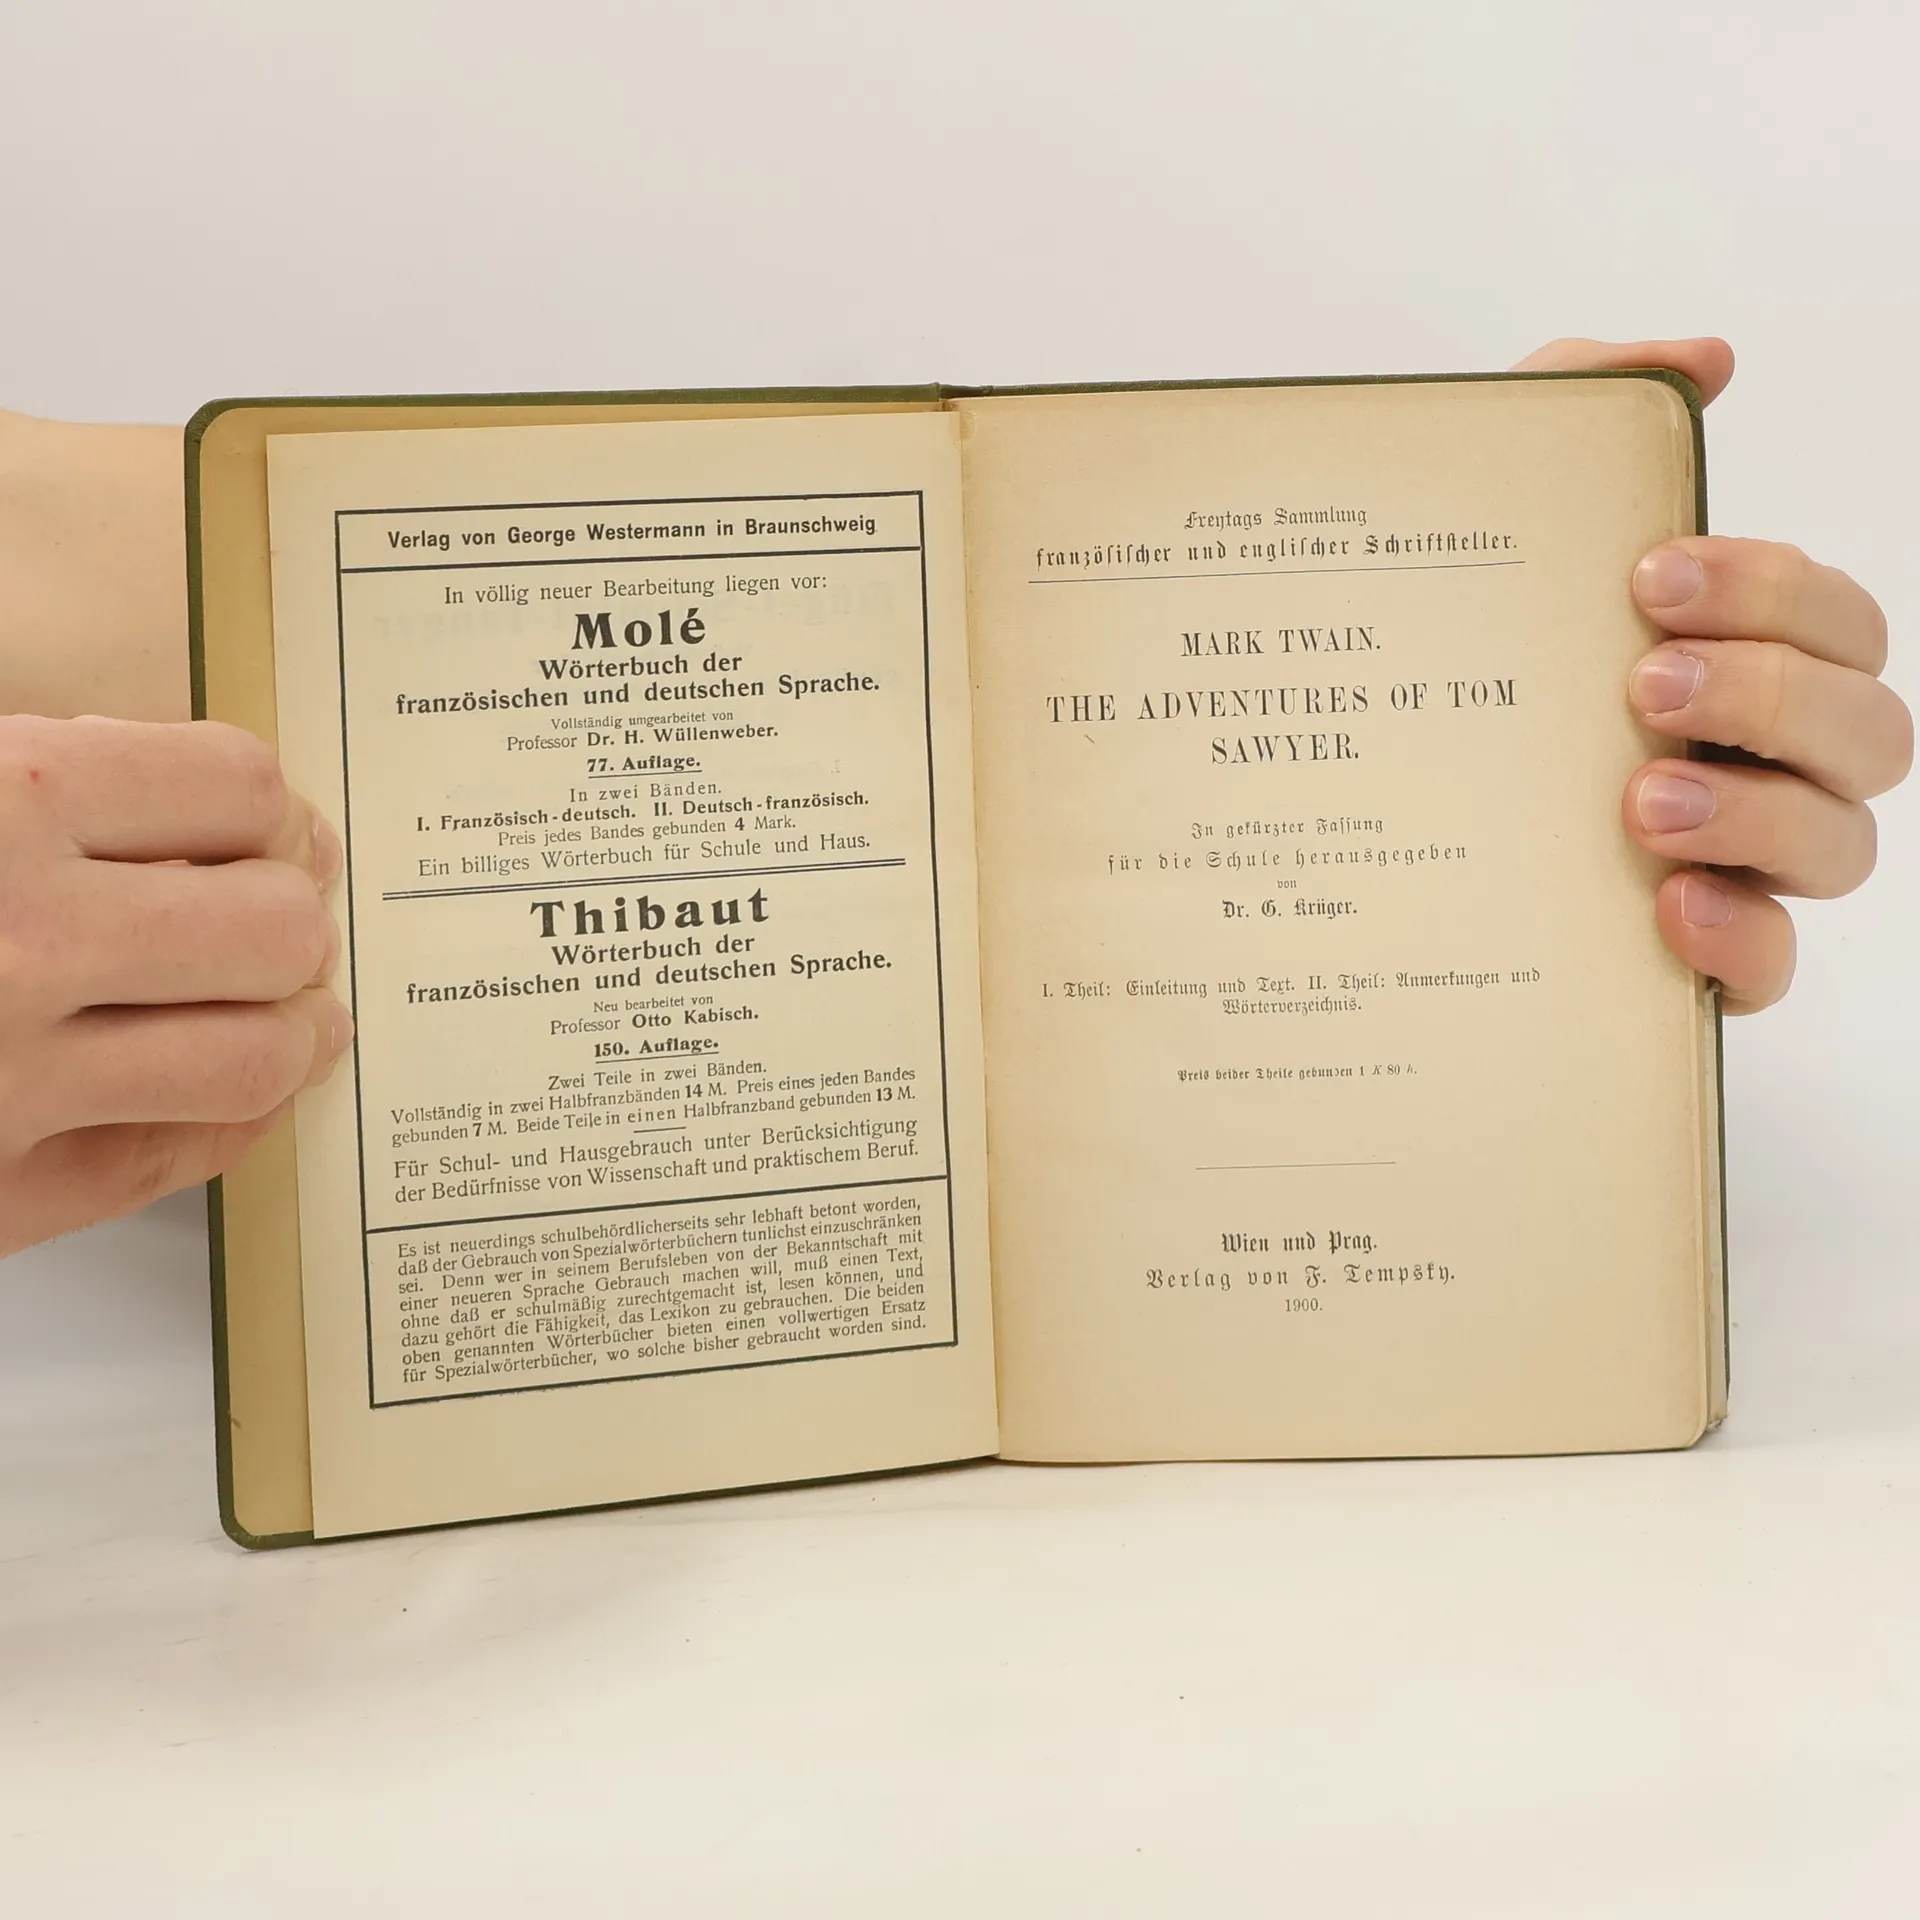 Verlag von George Westermann in Braunschweig
In völlig neuer Bearbeitung liegen vor:
Molé
Wörterbuch der
französischen und deutschen Sprache.
Vollständig umgearbeitet von
Professor Dr. H. Wüllenweber.
77. Auflage.
In zwei Bänden.
I. Französisch-deutsch. II. Deutsch-französisch.
Preis jedes Bandes gebunden 4 Mark.
Ein billiges Wörterbuch für Schule und Haus.
Thibaut
Wörterbuch der
französischen und deutschen Sprache.
Neu bearbeitet von
Professor Otto Kabisch.
150. Auflage.
Zwei Teile in zwei Bänden.
Vollständig in zwei Halbfranzbänden 14 M. Preis eines jeden Bandes
gebunden 7 M. Beide Teile in einen Halbfranzband gebunden 13 M.
Für Schul- und Hausgebrauch unter Berücksichtigung
der Bedürfnisse von Wissenschaft und praktischem Beruf.
Es ist neuerdings schulbehördlicherseits sehr lebhaft betont worden,
daß der Gebrauch von Spezialwörterbüchern tunlichst einzuschränken
sei. Denn wer in seinem Berufsleben von der Bekanntschaft mit
einer neueren Sprache Gebrauch machen will, muß einen Text,
ohne daß er schulmäßig zurechtgemacht ist, lesen können, und
dazu gehört die Fähigkeit, das Lexikon zu gebrauchen. Die beiden
oben genannten Wörterbücher bieten einen vollwertigen Ersatz
für Spezialwörterbücher, wo solche bisher gebraucht worden sind.
Freytags Sammlung
französischer und englischer Schriftsteller.
MARK TWAIN.
THE ADVENTURES OF TOM
SAWYER.
In gekürzter Fassung
für die Schule herausgegeben
von
Dr. G. Krüger.
I. Theil: Einleitung und Text. II. Theil: Anmerkungen und
Wörterverzeichnis.
Preis beider Theile gebunden 1 K 80 h.
Wien und Prag.
Verlag von F. Tempsky.
1900.